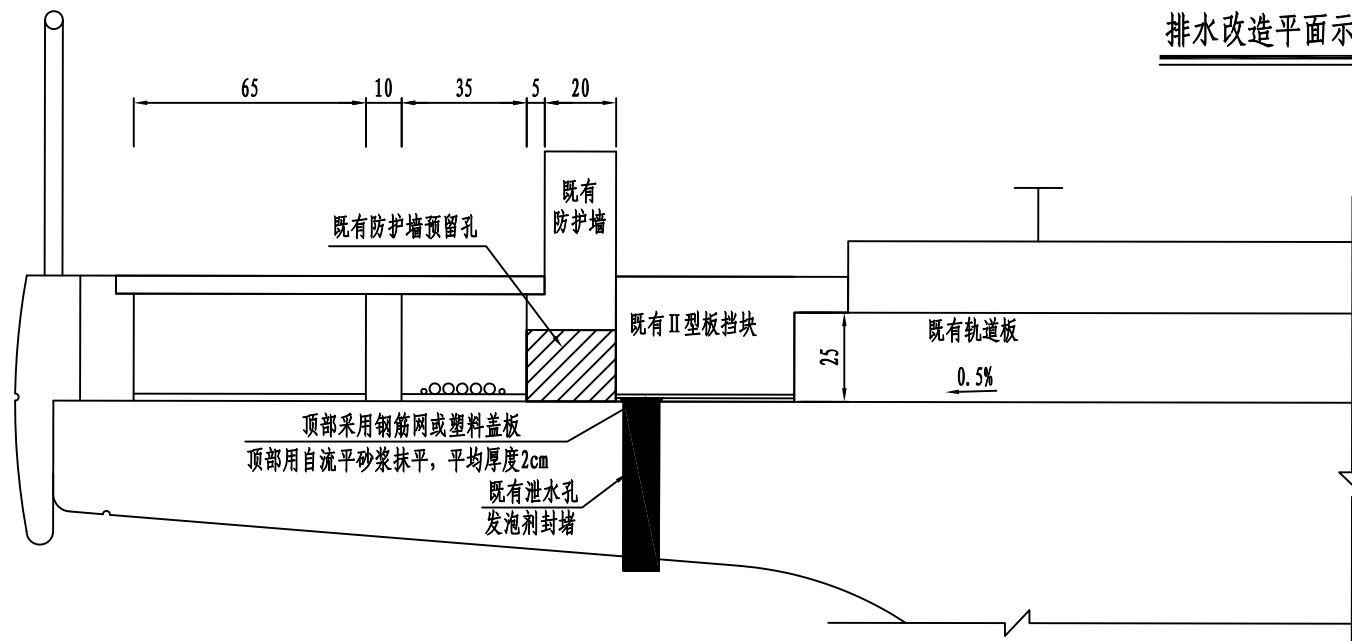 排水改造平面示
65
10
35
5
20
既有
防护墙
既有防护墙预留孔
既有Ⅱ型板挡块
25
既有轨道板
0.5%
顶部采用钢筋网或塑料盖板
顶部用自流平砂浆抹平，平均厚度2cm
既有泄水孔
发泡剂封堵